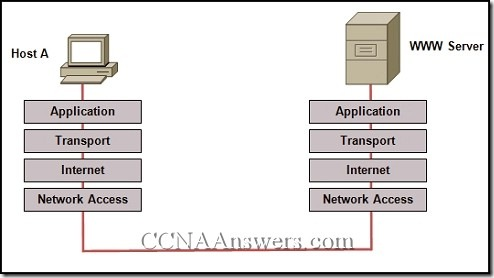 Host A
WWW Server
Application
Application
Transport
Transport
Internet
Internet
Network Access
Network Access
CCNAAnswers.com